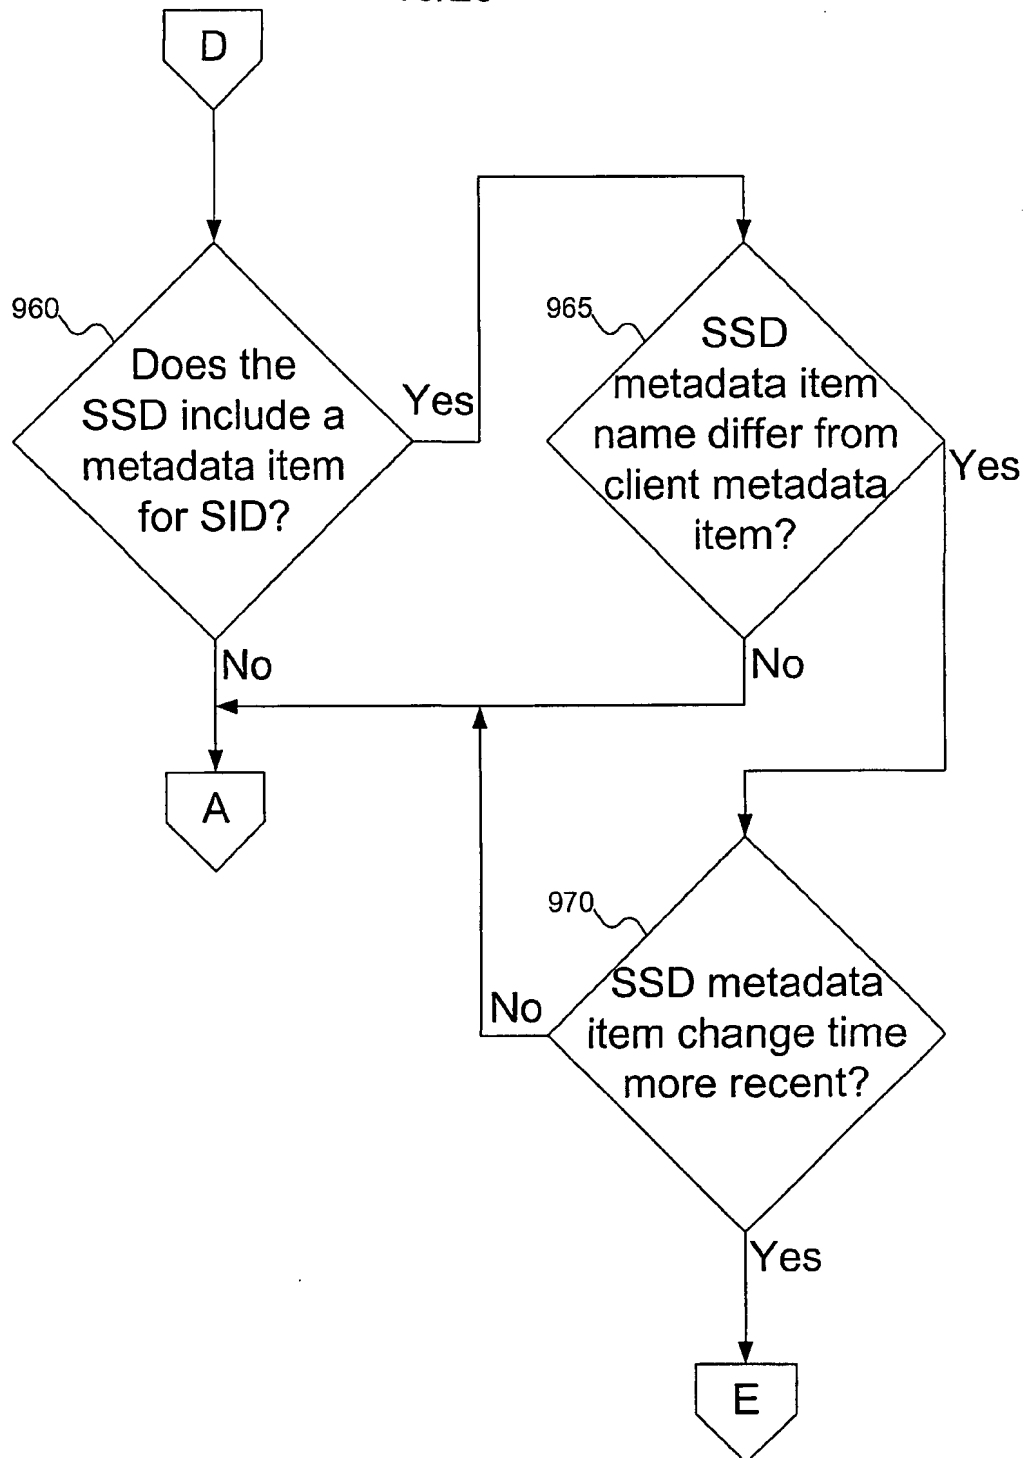 D
960
Does the
SSD include a
metadata item
for SID?
Yes
No
965
SSD
metadata item
name differ from
client metadata
item?
Yes
No
A
970
SSD metadata
item change time
more recent?
No
Yes
E